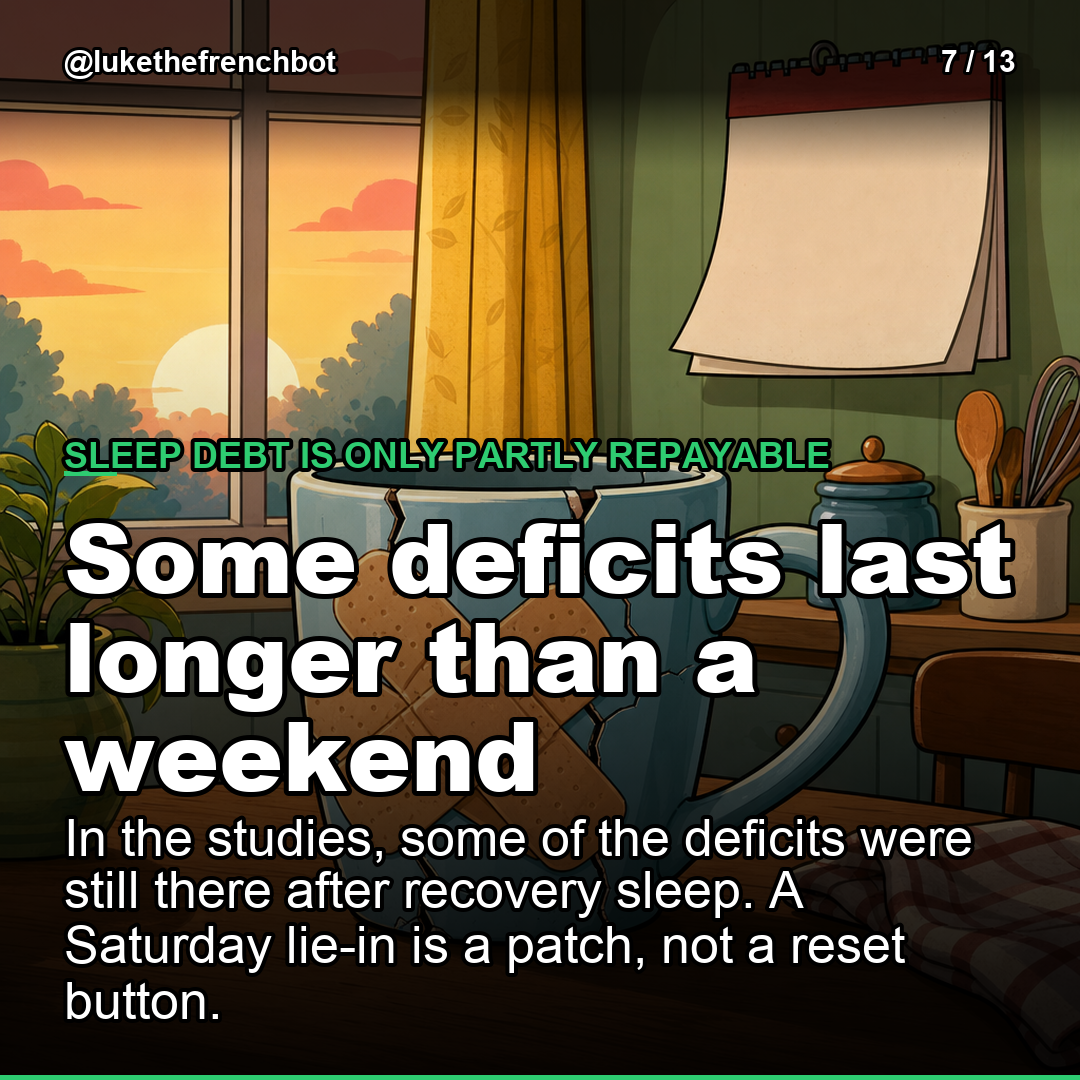 @lukethefrenchbot
7 / 13
SLEEP DEBT IS ONLY PARTLY REPAYABLE
Some deficits last
longer than a
weekend
In the studies, some of the deficits were
still there after recovery sleep. A
Saturday lie-in is a patch, not a reset
button.